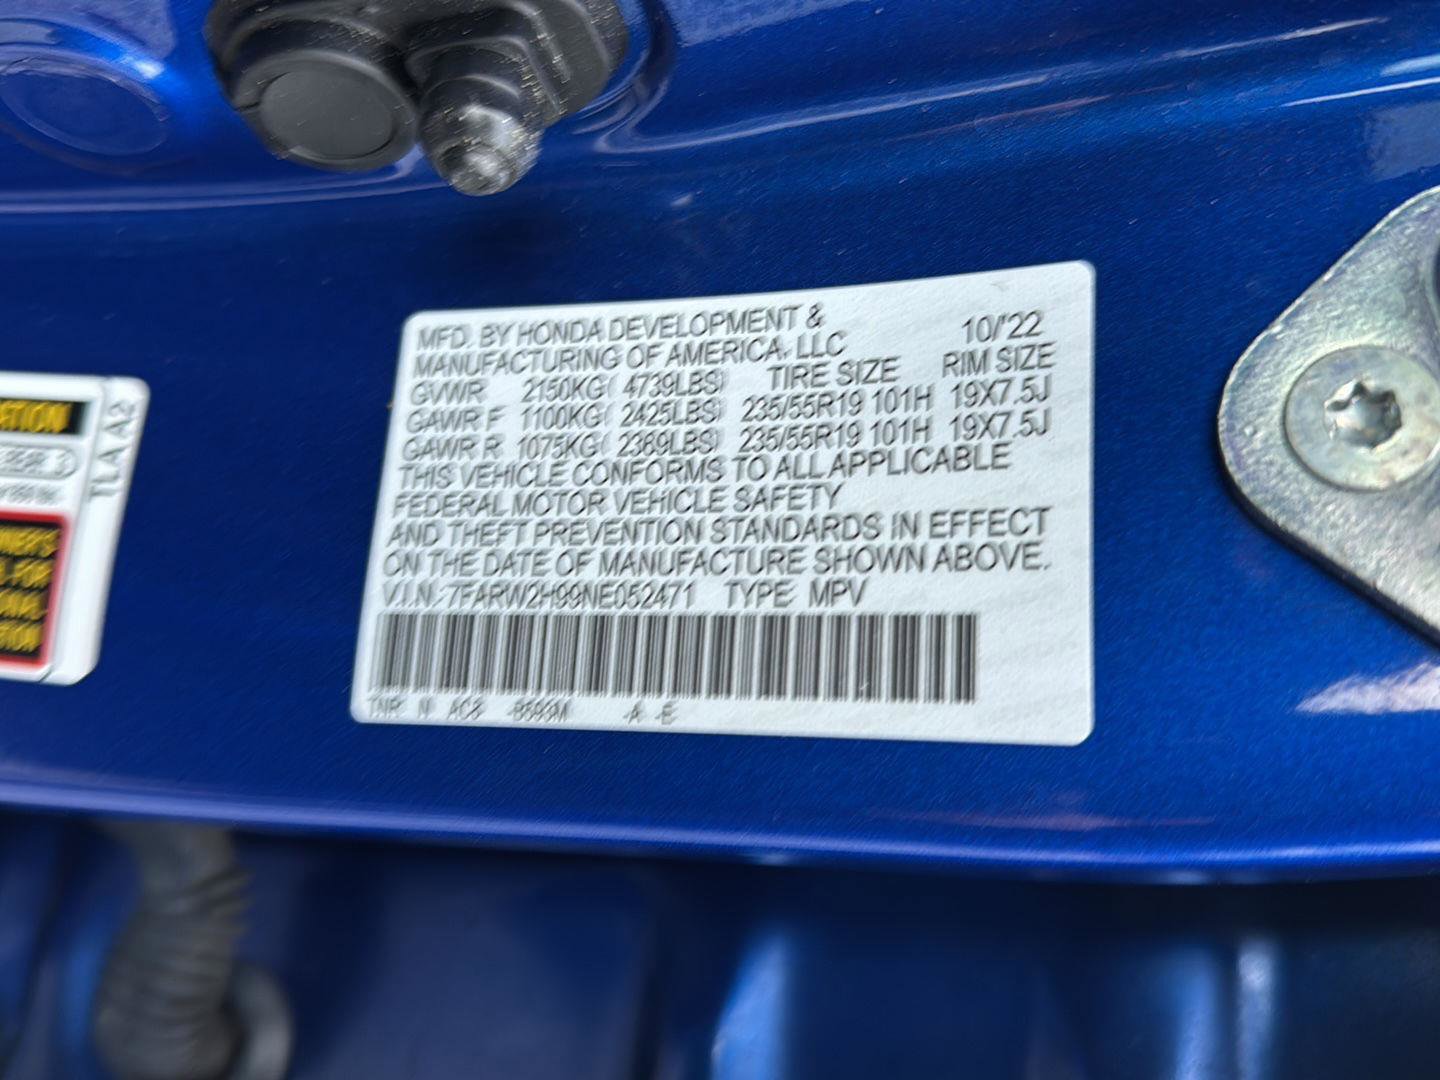 MFD. BY HONDA DEVELOPMENT &
MANUFACTURING OF AMERICA, LLC 10/'22
GVWR 2150KG( 4739LBS) TIRE SIZE RIM SIZE
GAWR F 1100KG( 2425LBS) 235/55R19 101H 19X7.5J
GAWR R 1075KG( 2369LBS) 235/55R19 101H 19X7.5J
THIS VEHICLE CONFORMS TO ALL APPLICABLE
FEDERAL MOTOR VEHICLE SAFETY
AND THEFT PREVENTION STANDARDS IN EFFECT
ON THE DATE OF MANUFACTURE SHOWN ABOVE.
V.I.N.: 7FARW2H99NE052471 TYPE: MPV
-B593M -A -E
TLA A2